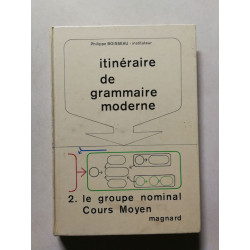 Philippe BOISSEAU - instituteur
itinéraire
de
grammaire
moderne
2. le groupe nominal
Cours Moyen
magnard